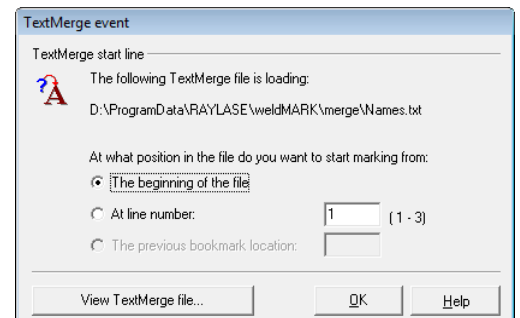 TextMerge event
TextMerge start line
The following TextMerge file is loading:
D:\ProgramData\RAYLASE\weldMARK\merge\Names.txt
At what position in the file do you want to start marking from:
The beginning of the file
At line number: 1 (1 - 3)
The previous bookmark location:
View TextMerge file... OK Help